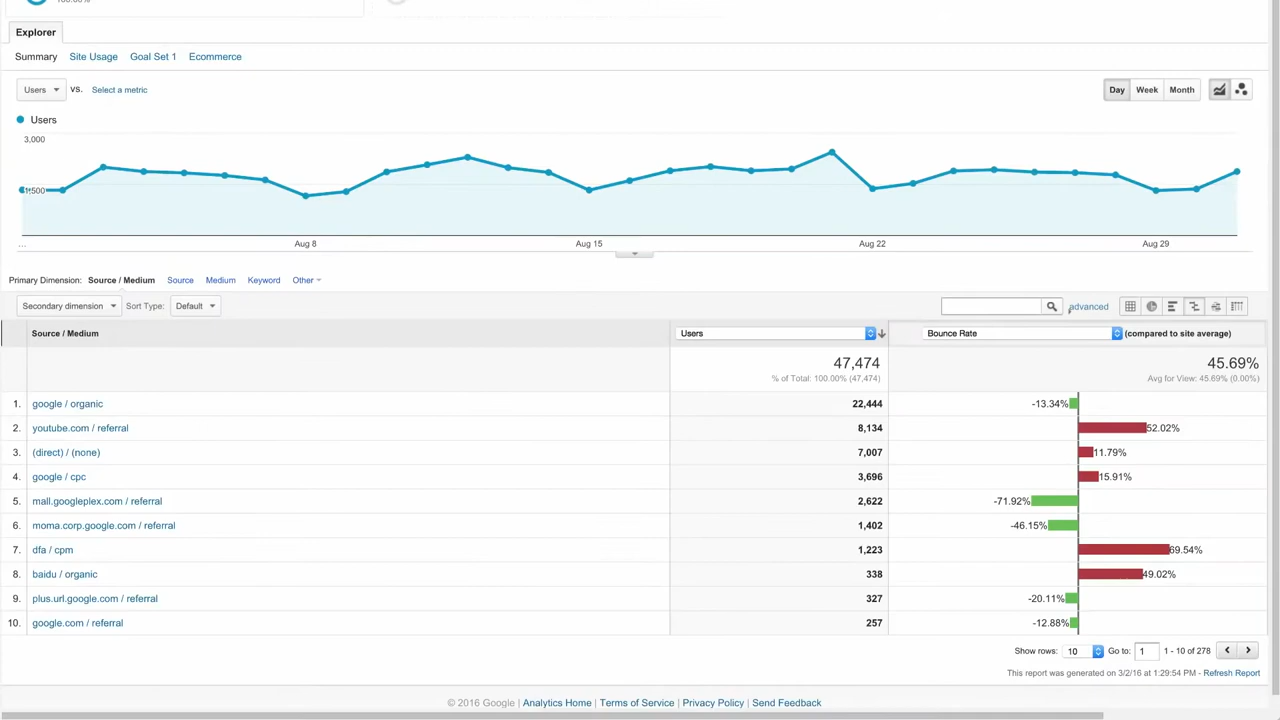 100.00%
Explorer
Summary Site Usage Goal Set 1 Ecommerce
Users VS. Select a metric Day Week Month
Users
3,000
1,500
... Aug 8 Aug 15 Aug 22 Aug 29
Primary Dimension: Source / Medium Source Medium Keyword Other
Secondary dimension Sort Type: Default advanced
Source / Medium Users Bounce Rate (compared to site average)
47,474 45.69%
% of Total: 100.00% (47,474) Avg for View: 45.69% (0.00%)
1. google / organic 22,444 -13.34%
2. youtube.com / referral 8,134 52.02%
3. (direct) / (none) 7,007 11.79%
4. google / cpc 3,696 15.91%
5. mall.googleplex.com / referral 2,622 -71.92%
6. moma.corp.google.com / referral 1,402 -46.15%
7. dfa / cpm 1,223 69.54%
8. baidu / organic 338 49.02%
9. plus.url.google.com / referral 327 -20.11%
10. google.com / referral 257 -12.88%
Show rows: 10 Go to: 1 1 - 10 of 278
This report was generated on 3/2/16 at 1:29:54 PM - Refresh Report
© 2016 Google | Analytics Home | Terms of Service | Privacy Policy | Send Feedback